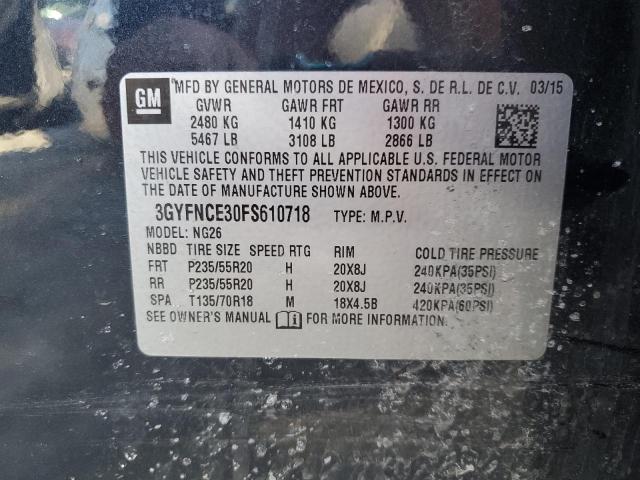 GM
MFD BY GENERAL MOTORS DE MEXICO, S. DE R.L. DE C.V. 03/15
GVWR GAWR FRT GAWR RR
2480 KG 1410 KG 1300 KG
5467 LB 3108 LB 2866 LB
THIS VEHICLE CONFORMS TO ALL APPLICABLE U.S. FEDERAL MOTOR
VEHICLE SAFETY AND THEFT PREVENTION STANDARDS IN EFFECT ON
THE DATE OF MANUFACTURE SHOWN ABOVE.
3GYFNCE30FS610718 TYPE: M.P.V.
MODEL: NG26
NBBD TIRE SIZE SPEED RTG RIM COLD TIRE PRESSURE
FRT P235/55R20 H 20X8J 240KPA(35PSI)
RR P235/55R20 H 20X8J 240KPA(35PSI)
SPA T135/70R18 M 18X4.5B 420KPA(60PSI)
SEE OWNER'S MANUAL FOR MORE INFORMATION.